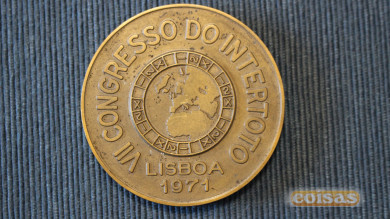 VII CONGRESSO DO INTERTOTO
LISBOA
1971
coisas